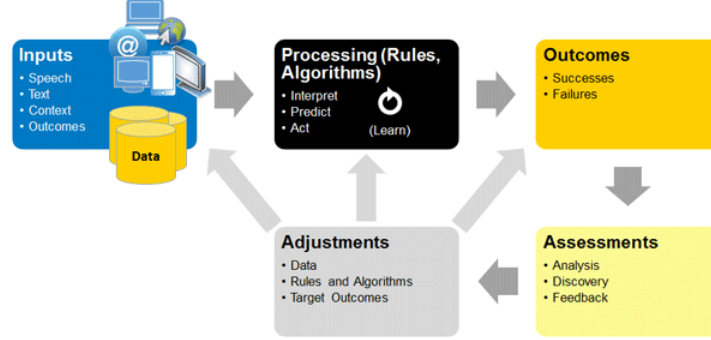 Inputs
• Speech
• Text
• Context
• Outcomes
@
Data
Processing (Rules,
Algorithms)
• Interpret
• Predict
• Act
(Learn)
Outcomes
• Successes
• Failures
Adjustments
• Data
• Rules and Algorithms
• Target Outcomes
Assessments
• Analysis
• Discovery
• Feedback